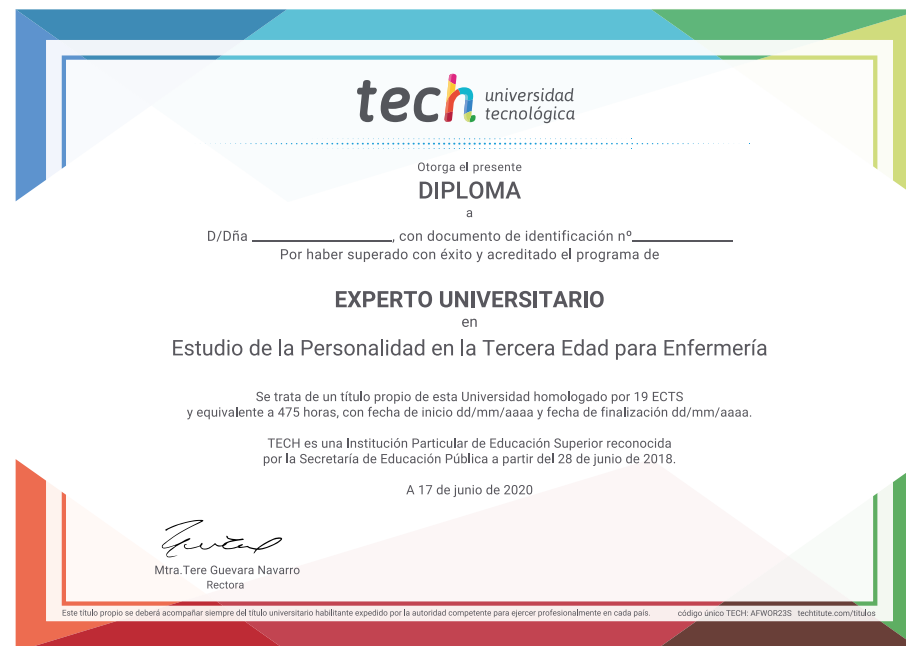 tech universidad
tecnológica
Otorga el presente
DIPLOMA
a
D/Dña ________________, con documento de identificación nº____________
Por haber superado con éxito y acreditado el programa de
EXPERTO UNIVERSITARIO
en
Estudio de la Personalidad en la Tercera Edad para Enfermería
Se trata de un título propio de esta Universidad homologado por 19 ECTS
y equivalente a 475 horas, con fecha de inicio dd/mm/aaaa y fecha de finalización dd/mm/aaaa.
TECH es una Institución Particular de Educación Superior reconocida
por la Secretaría de Educación Pública a partir del 28 de junio de 2018.
A 17 de junio de 2020
Mtra.Tere Guevara Navarro
Rectora
Este título propio se deberá acompañar siempre del título universitario habilitante expedido por la autoridad competente para ejercer profesionalmente en cada país. código único TECH: AFWOR23S techtitute.com/titulos